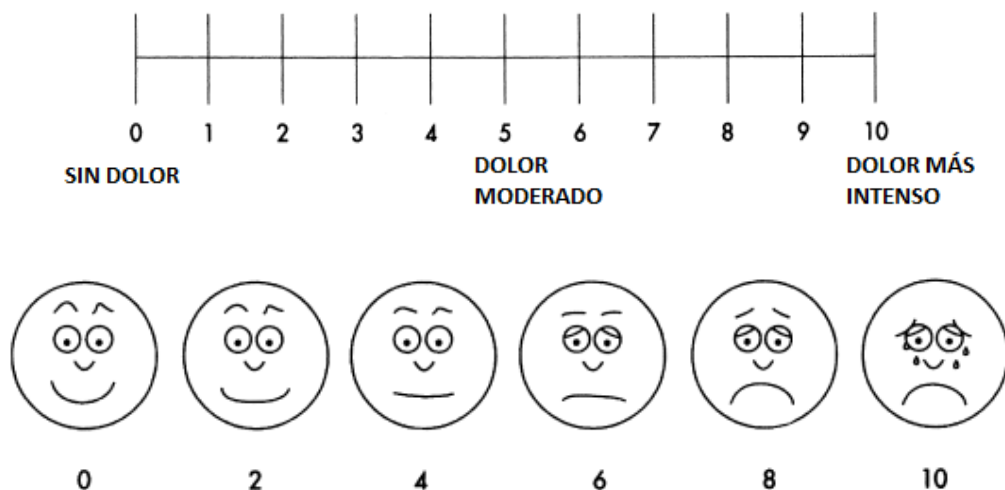 0 1 2 3 4 5 6 7 8 9 10
SIN DOLOR
DOLOR
MODERADO
DOLOR MÁS
INTENSO
0 2 4 6 8 10